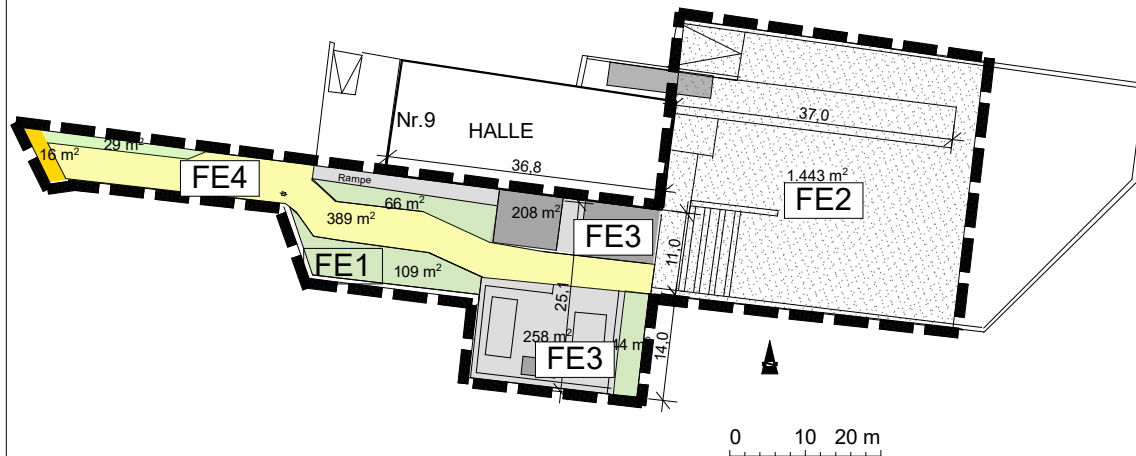 37,0
Nr.9
HALLE
29 m²
16 m²
36,8
1.443 m²
FE4
Rampe
FE2
66 m²
208 m²
389 m²
FE3
11,0
FE1
109 m²
25,1
258 m²
44 m²
14,0
FE3
0 10 20 m